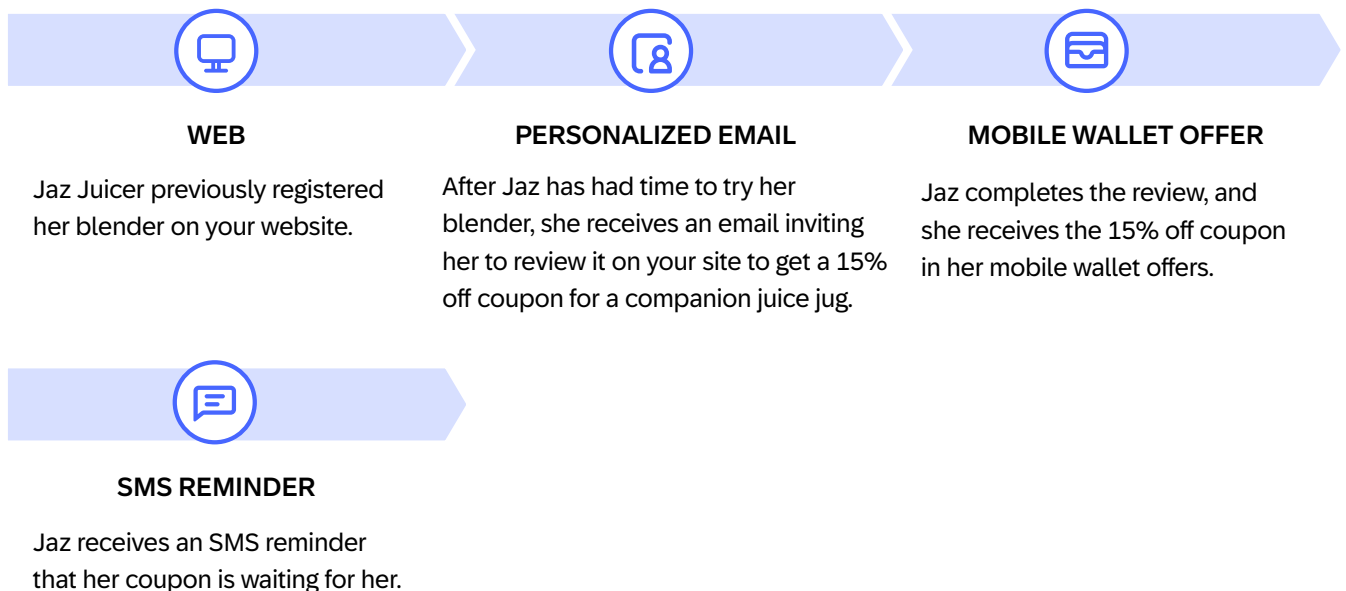 WEB
Jaz Juicer previously registered
her blender on your website.
PERSONALIZED EMAIL
After Jaz has had time to try her
blender, she receives an email inviting
her to review it on your site to get a 15%
off coupon for a companion juice jug.
MOBILE WALLET OFFER
Jaz completes the review, and
she receives the 15% off coupon
in her mobile wallet offers.
SMS REMINDER
Jaz receives an SMS reminder
that her coupon is waiting for her.